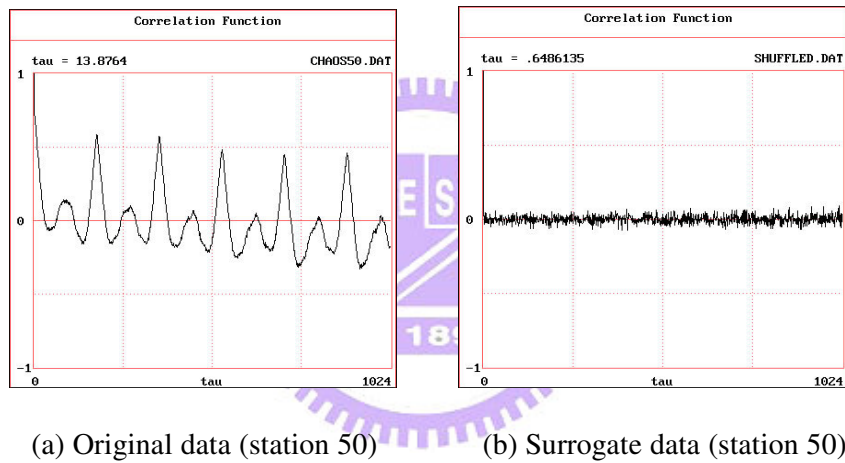 Correlation Function
tau = 13.8764 CHAOS50.DAT
1
0
-1
0 tau 1024
Correlation Function
tau = .6486135 SHUFFLED.DAT
1
0
-1
0 tau 1024
E S
189
(a) Original data (station 50)
(b) Surrogate data (station 50)